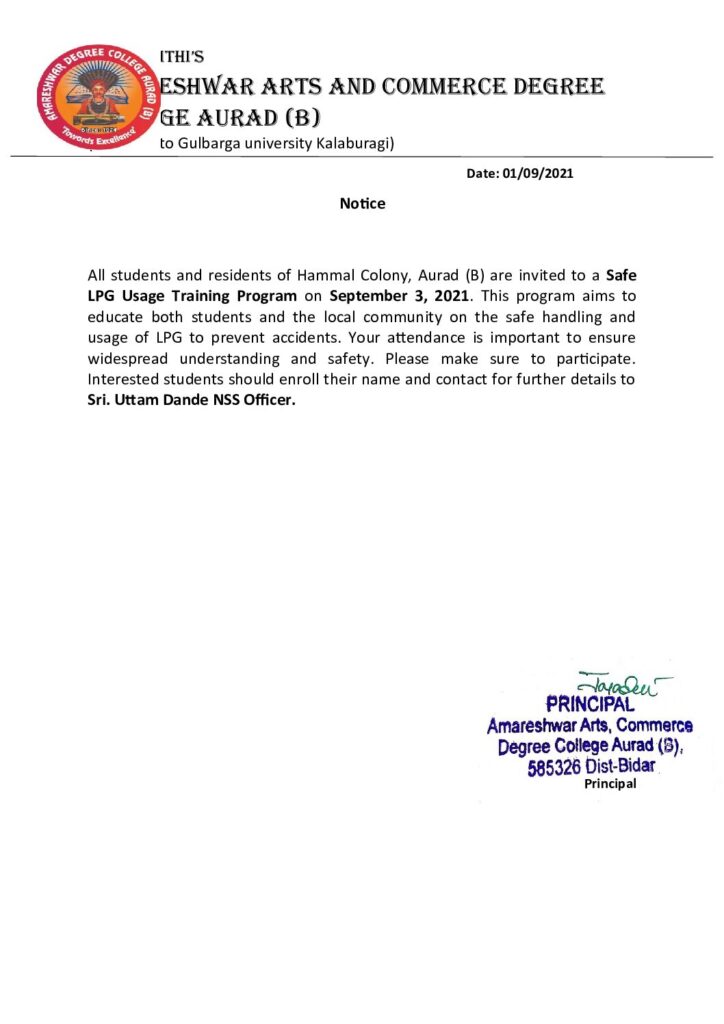 AMARESHWAR DEGREE COLLEGE AURAD (B)
"Towards Excellence"
ITHI'S
ESHWAR ARTS AND COMMERCE DEGREE
GE AURAD (B)
to Gulbarga university Kalaburagi)
Date: 01/09/2021
Notice
All students and residents of Hammal Colony, Aurad (B) are invited to a Safe
LPG Usage Training Program on September 3, 2021. This program aims to
educate both students and the local community on the safe handling and
usage of LPG to prevent accidents. Your attendance is important to ensure
widespread understanding and safety. Please make sure to participate.
Interested students should enroll their name and contact for further details to
Sri. Uttam Dande NSS Officer.
PRINCIPAL
Amareshwar Arts, Commerce
Degree College Aurad (B),
585326 Dist-Bidar
Principal